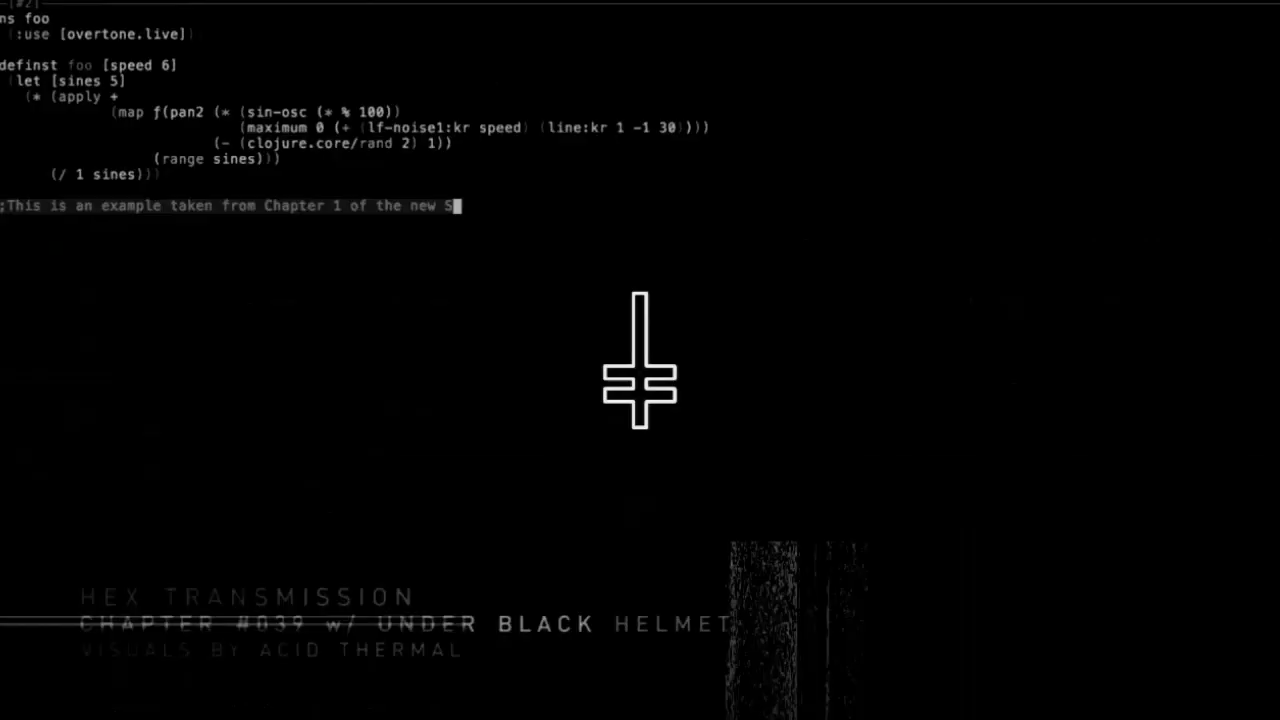 [#2]
ns foo
(:use [overtone.live])
definst foo [speed 6]
(let [sines 5]
(* (apply +
(map ƒ(pan2 (* (sin-osc (* % 100))
(maximum 0 (+ (lf-noise1:kr speed) (line:kr 1 -1 30))))
(- (clojure.core/rand 2) 1))
(range sines)))
(/ 1 sines)))
;This is an example taken from Chapter 1 of the new S
HEX TRANSMISSION
CHAPTER #039 w/ UNDER BLACK HELMET
VISUALS BY ACID THERMAL